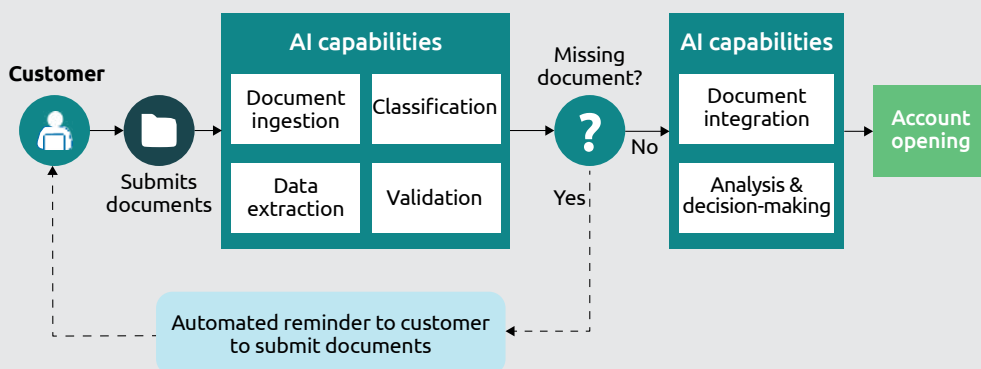 Customer
Submits
documents
AI capabilities
Document
ingestion
Classification
Data
extraction
Validation
Missing
document?
?
No
Yes
AI capabilities
Document
integration
Analysis &
decision-making
Account
opening
Automated reminder to customer
to submit documents